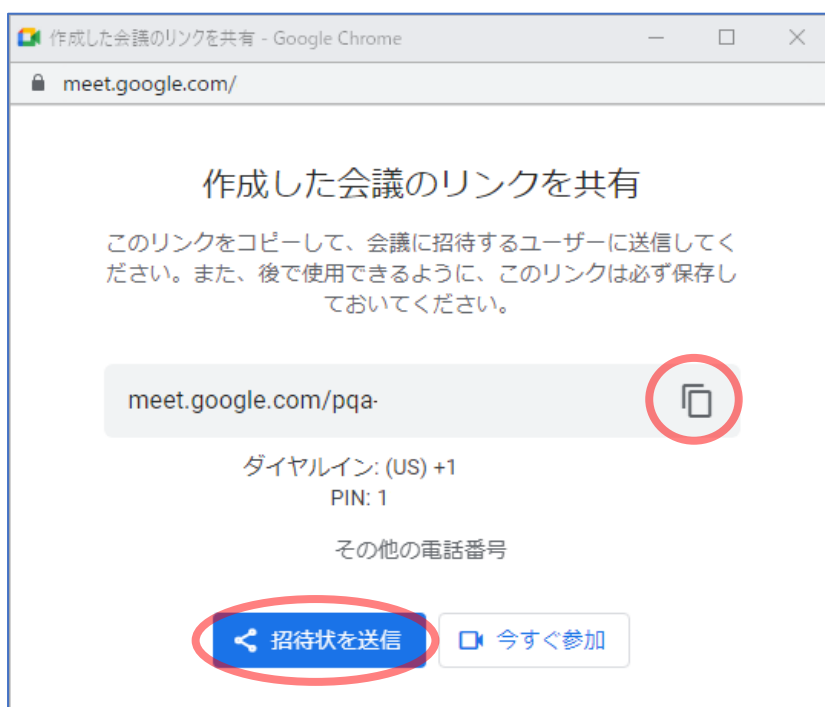 作成した会議のリンクを共有 - Google Chrome
meet.google.com/
作成した会議のリンクを共有
このリンクをコピーして、会議に招待するユーザーに送信してく
ださい。また、後で使用できるように、このリンクは必ず保存し
ておいてください。
meet.google.com/pqa-
ダイヤルイン: (US) +1
PIN: 1
その他の電話番号
招待状を送信
今すぐ参加